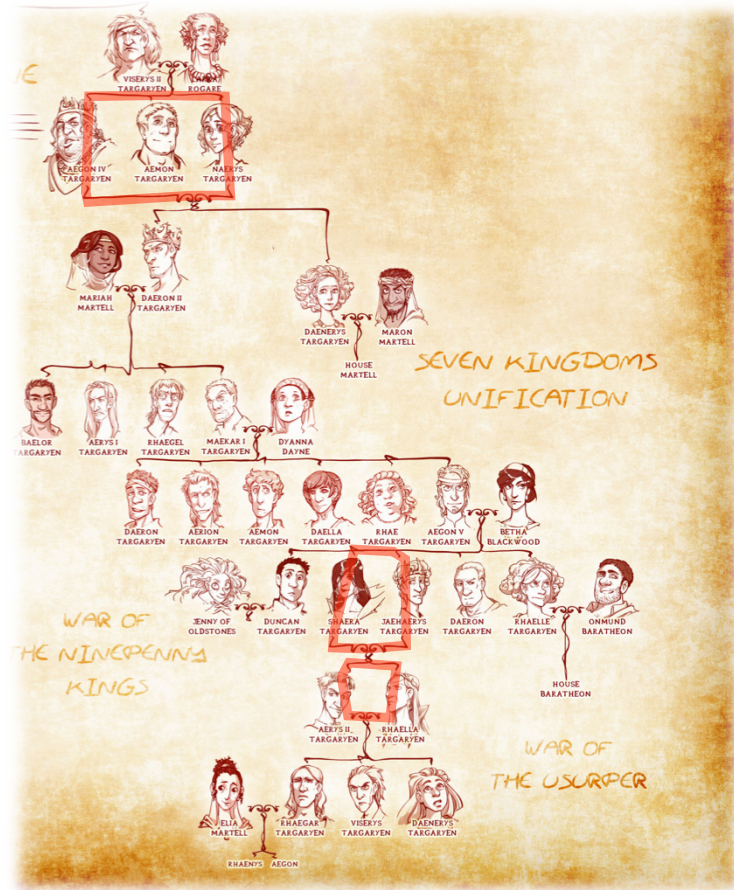 NE
VISERYS II
TARGARYEN
ROGARE
AEGON IV
TARGARYEN
AEMON
TARGARYEN
NAERYS
TARGARYEN
MARIAH
MARTELL
DAERON II
TARGARYEN
DAENERYS
TARGARYEN
MARON
MARTELL
HOUSE
MARTELL
SEVEN KINGDOMS
UNIFICATION
BAELOR
TARGARYEN
AERYS I
TARGARYEN
RHAEGEL
TARGARYEN
MAEKAR I
TARGARYEN
DYANNA
DAYNE
DAERON
TARGARYEN
AERION
TARGARYEN
AEMON
TARGARYEN
DAELLA
TARGARYEN
RHAE
TARGARYEN
AEGON V
TARGARYEN
BETHA
BLACKWOOD
JENNY OF
OLDSTONES
DUNCAN
TARGARYEN
SHAERA
TARGARYEN
JAEHAERYS
TARGARYEN
DAERON
TARGARYEN
RHAELLE
TARGARYEN
ONMUND
BARATHEON
HOUSE
BARATHEON
WAR OF
THE NINEPENNY
KINGS
AERYS II
TARGARYEN
RHAELLA
TARGARYEN
WAR OF
THE USURPER
ELIA
MARTELL
RHAEGAR
TARGARYEN
VISERYS
TARGARYEN
DAENERYS
TARGARYEN
RHAENYS AEGON